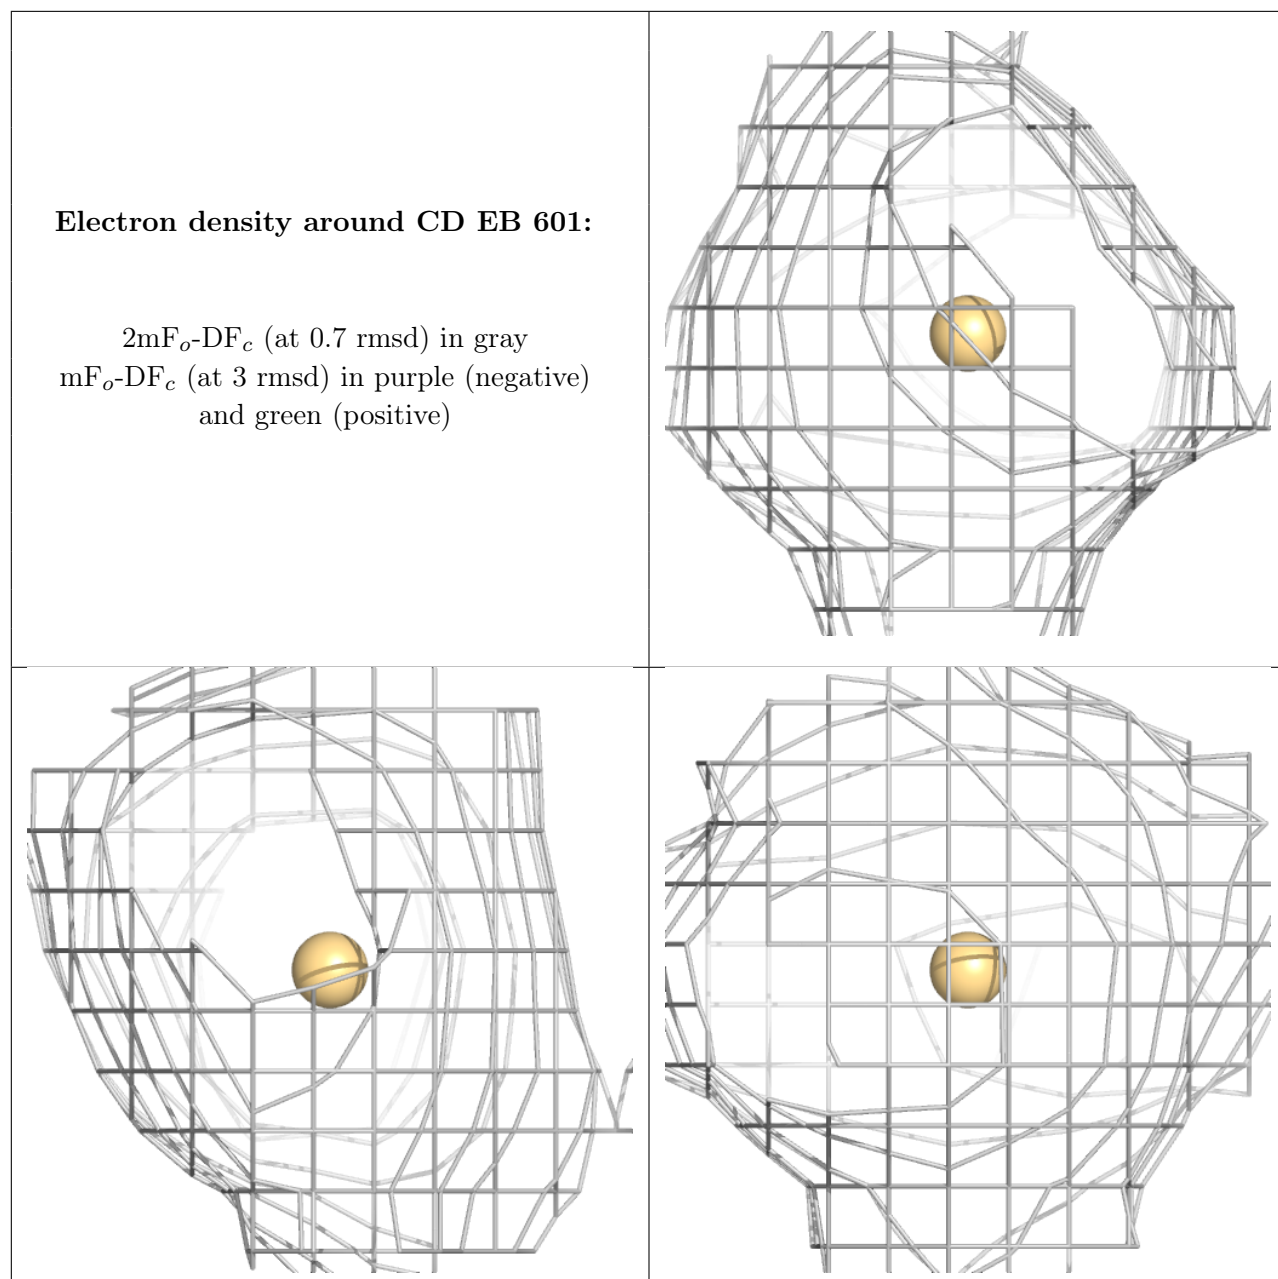 Electron density around CD EB 601:
2mFo-DFc (at 0.7 rmsd) in gray
mFo-DFc (at 3 rmsd) in purple (negative)
and green (positive)